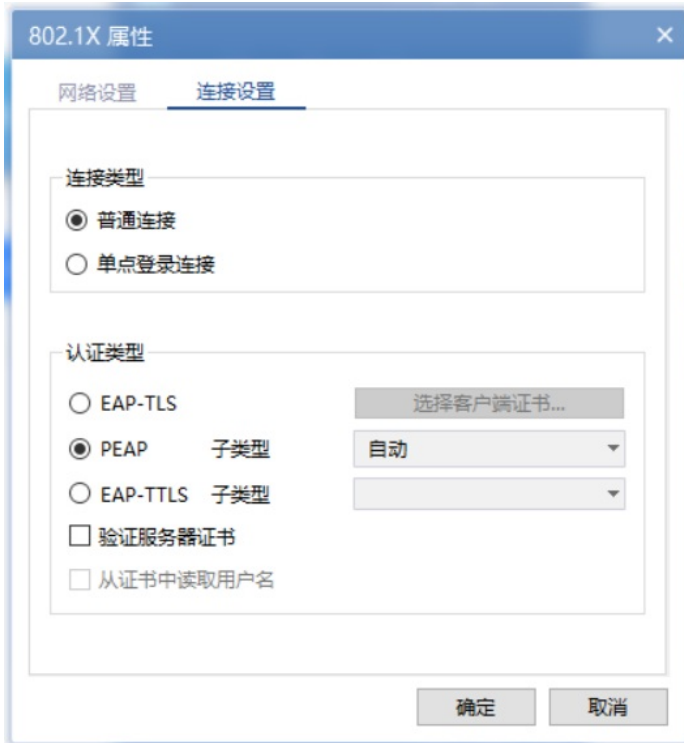 802.1X 属性
网络设置 连接设置
连接类型
普通连接
单点登录连接
认证类型
EAP-TLS 选择客户端证书...
PEAP 子类型 自动
EAP-TTLS 子类型
验证服务器证书
从证书中读取用户名
确定 取消